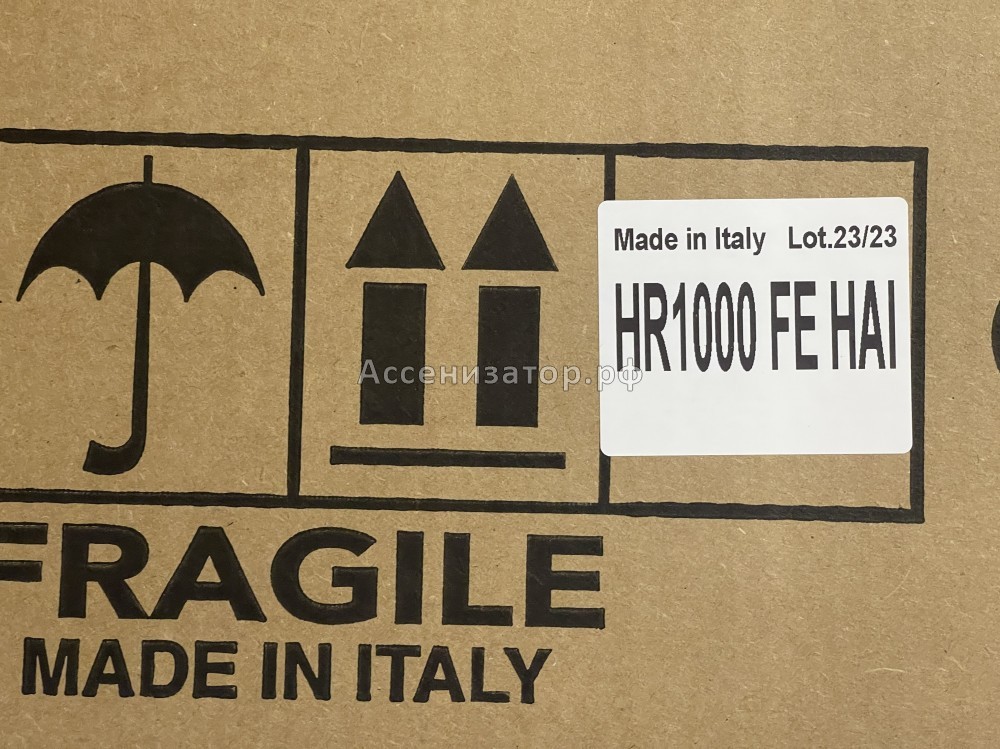 Made in Italy Lot.23/23
HR1000 FE HAI
Ассенизатор.рф
FRAGILE
MADE IN ITALY